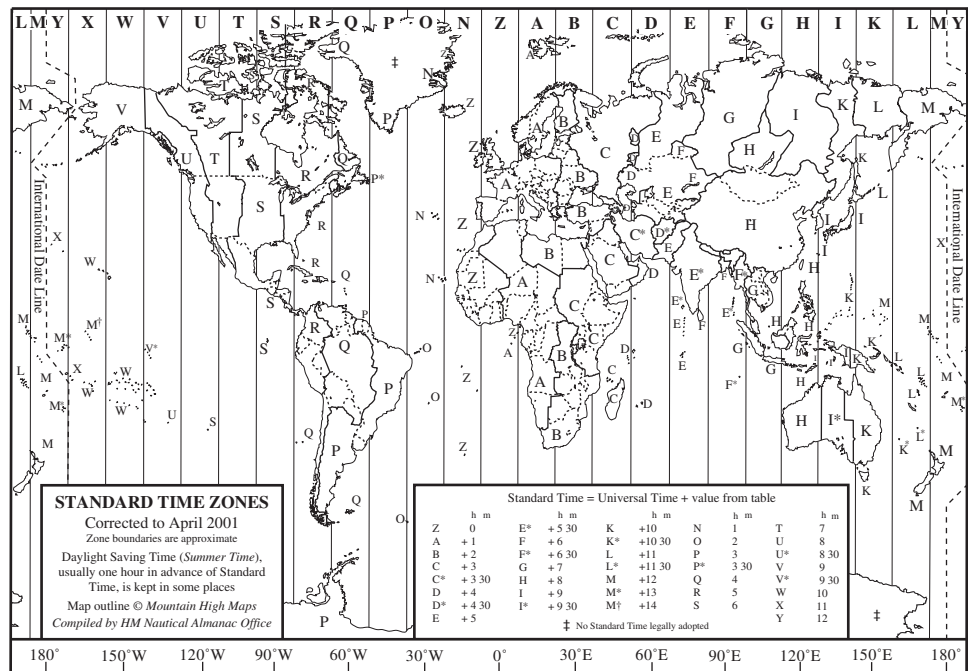 L M Y X W V U T S R Q P O N Z A B C D E F G H I K L M Y
Q ‡ Z A
N
M V S P Z A B C D E G I K L M
U T R Q Z A B C D E F H K
P* A B C D E F L
International Date Line
International Date Line
S B C D E H I I
X R N Z C* D* E I X
W R Q N B C D E E* F F* H
S Z A C G K M
M M* M† V* S R P Q Z A B D C E* E F E* H H K M
L M X W W O Z A D E G G I K K L L M
M* W U S P O A C C D F* H H I* K L M*
M R P Q Z B K L* K* M
Q O K M
STANDARD TIME ZONES
Corrected to April 2001
Zone boundaries are approximate
Daylight Saving Time (Summer Time),
usually one hour in advance of Standard
Time, is kept in some places
Map outline © Mountain High Maps
Compiled by HM Nautical Almanac Office
P
Standard Time = Universal Time + value from table
h m h m h m h m h m
Z 0 E* + 5 30 K +10 N 1 T 7
A + 1 F + 6 K* +10 30 O 2 U 8
B + 2 F* + 6 30 L +11 P 3 U* 8 30
C + 3 G + 7 L* +11 30 P* 3 30 V 9
C* + 3 30 H + 8 M +12 Q 4 V* 9 30
D + 4 I + 9 M* +13 R 5 W 10
D* + 4 30 I* + 9 30 M† +14 S 6 X 11
E + 5 Y 12
‡ No Standard Time legally adopted
‡
180° 150°W 120°W 90°W 60°W 30°W 0° 30°E 60°E 90°E 120°E 150°E 180°